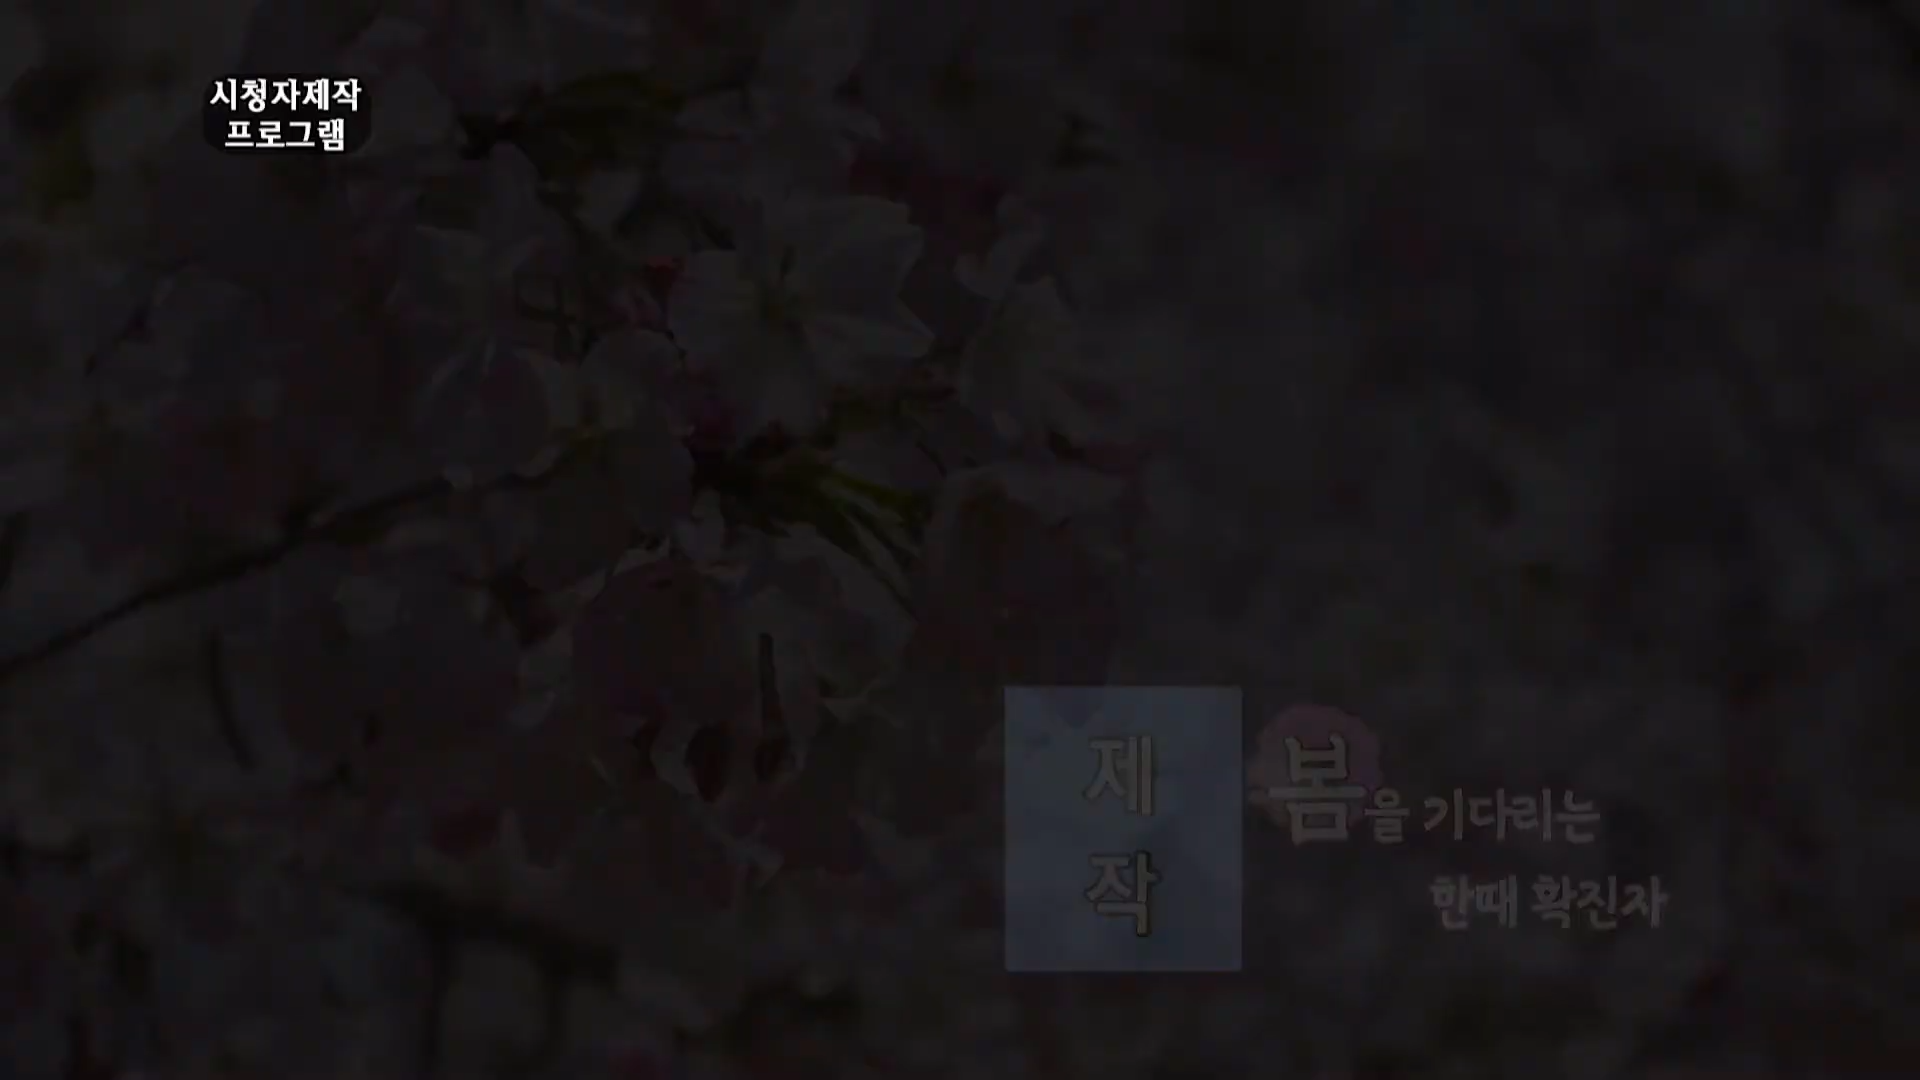 시청자제작
프로그램
제
작
봄을 기다리는
한때 확진자